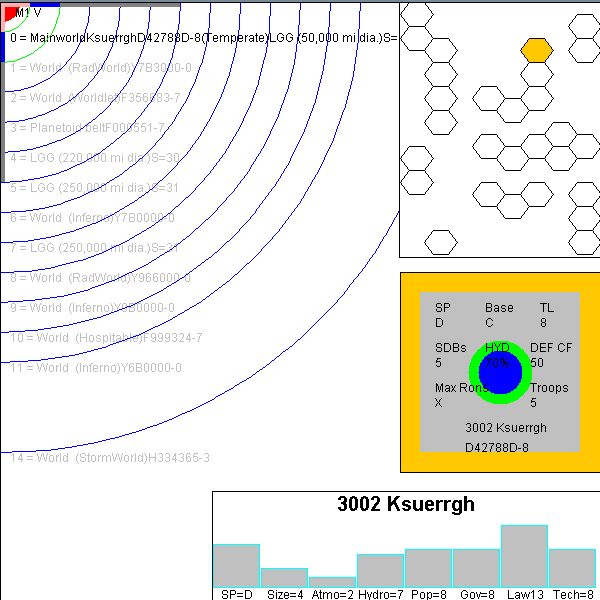 M1 V
0 = MainworldKsuerrghD42788D-8(Temperate)LGG (50,000 mi dia.)S=
1 = World  (RadWorld)Y7B3000-0
2 = World  (Worldlet)F356683-7
3 = Planetoid beltF000551-7
4 = LGG (220,000 mi dia.)S=30
5 = LGG (250,000 mi dia.)S=31
6 = World  (Inferno)Y7B0000-0
7 = LGG (250,000 mi dia.)S=31
8 = World  (RadWorld)Y966000-0
9 = World  (Inferno)Y9B0000-0
10 = World  (Hospitable)F999324-7
11 = World  (Inferno)Y6B0000-0
14 = World  (StormWorld)H334365-3
SP Base TL
D C 8
SDBs HYD DEF CF
5 70% 50
Max Rons Troops
X 5
3002 Ksuerrgh
D42788D-8
3002 Ksuerrgh
SP=D Size=4 Atmo=2 Hydro=7 Pop=8 Gov=8 Law13 Tech=8